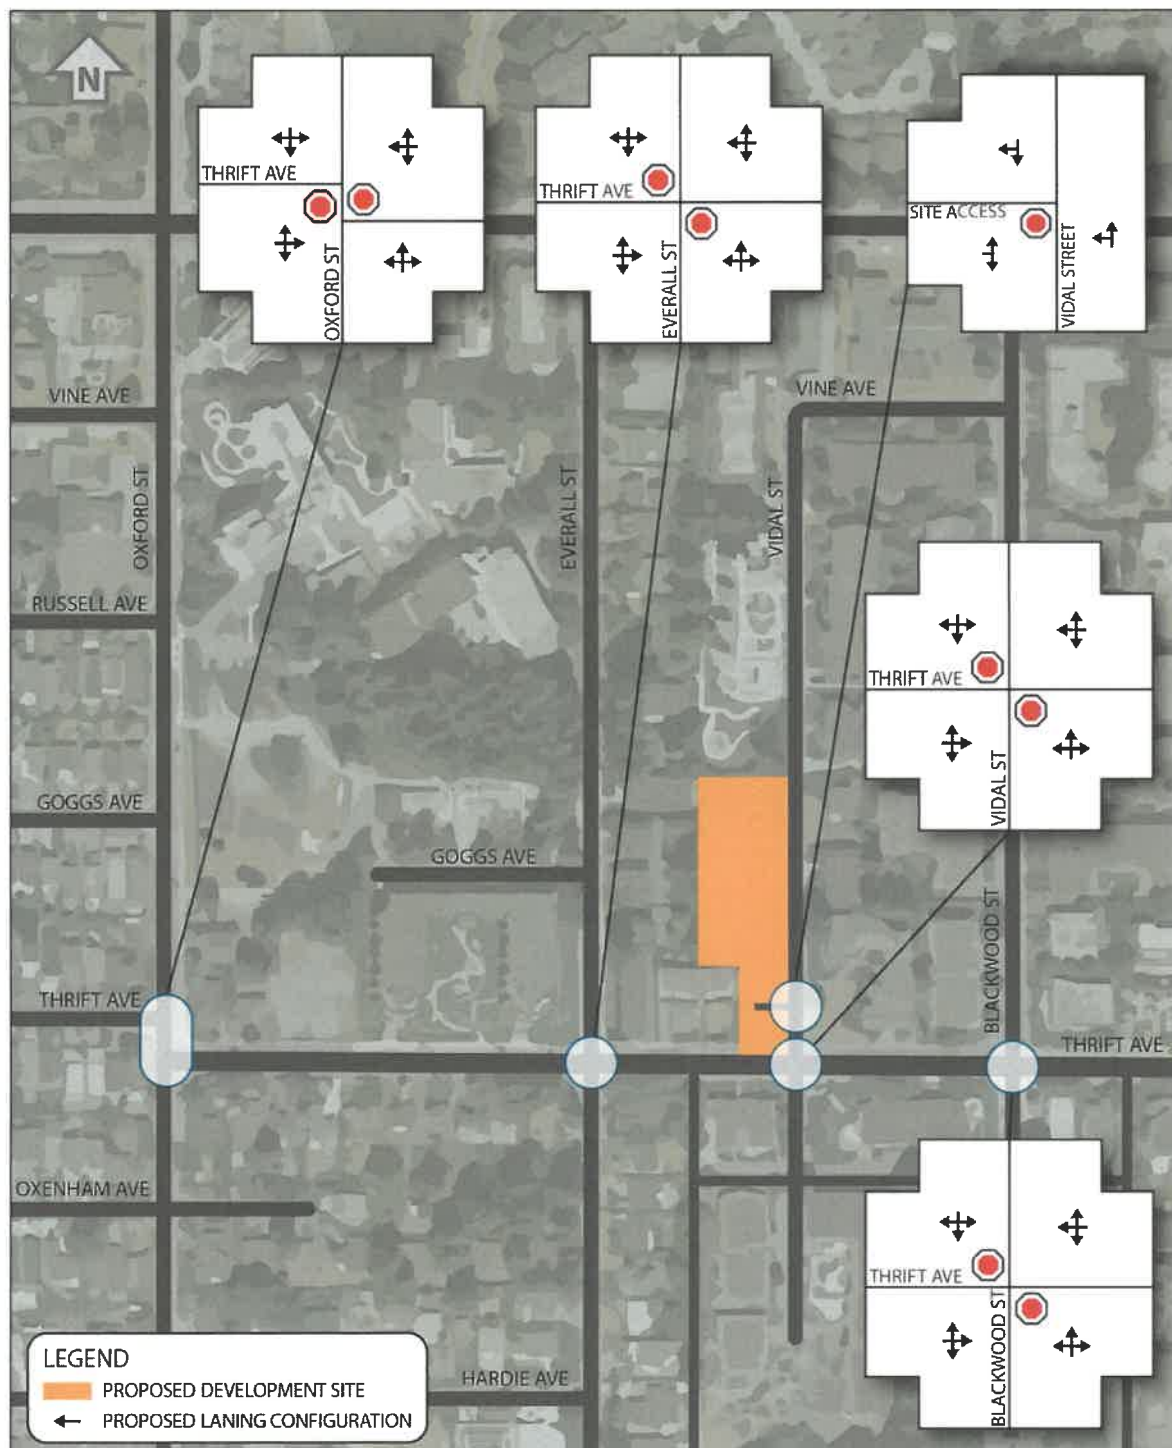 N
THRIFT AVE
OXFORD ST
THRIFT AVE
EVERALL ST
SITE ACCESS
VIDAL STREET
VINE AVE
VINE AVE
OXFORD ST
EVERALL ST
VIDAL ST
RUSSELL AVE
THRIFT AVE
VIDAL ST
GOGGS AVE
GOGGS AVE
BLACKWOOD ST
THRIFT AVE
THRIFT AVE
OXENHAM AVE
THRIFT AVE
BLACKWOOD ST
LEGEND
PROPOSED DEVELOPMENT SITE
PROPOSED LANING CONFIGURATION
HARDIE AVE